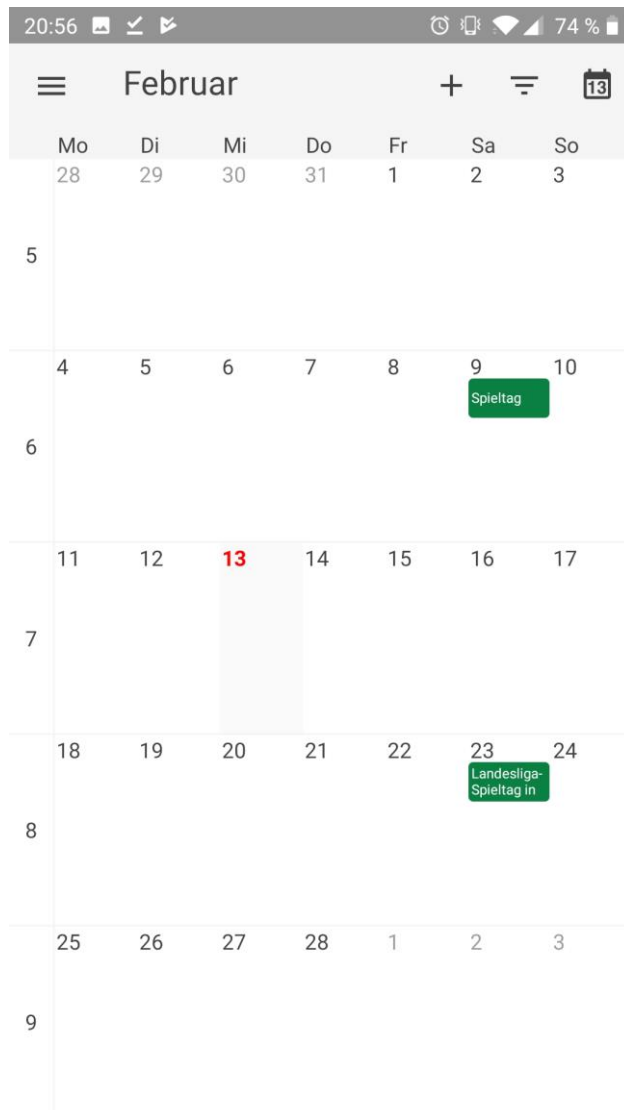 20:56 74 %
Februar 13
Mo Di Mi Do Fr Sa So
28 29 30 31 1 2 3
5
4 5 6 7 8 9 10
Spieltag
6
11 12 13 14 15 16 17
7
18 19 20 21 22 23 24
Landesliga-
Spieltag in
8
25 26 27 28 1 2 3
9